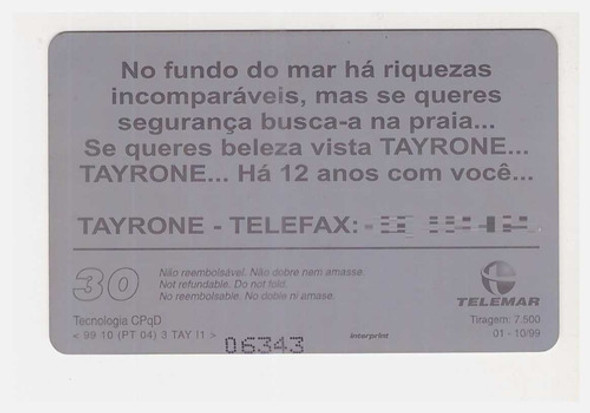 No fundo do mar há riquezas
incomparáveis, mas se queres
segurança busca-a na praia...
Se queres beleza vista TAYRONE...
TAYRONE... Há 12 anos com você...
TAYRONE - TELEFAX:
30
Não reembolsável. Não dobre nem amasse.
Not refundable. Do not fold.
No reembolsable. No doble ni amase.
TELEMAR
Tecnologia CPqD
Tiragem: 7.500
< 99 10 (PT 04) 3 TAY I1 >
06343
Interprint
01 - 10/99